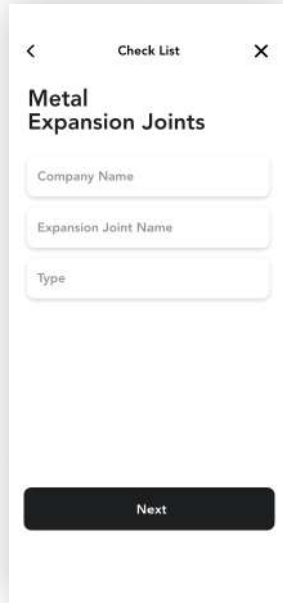 Check List
Metal
Expansion Joints
Company Name
Expansion Joint Name
Type
Next